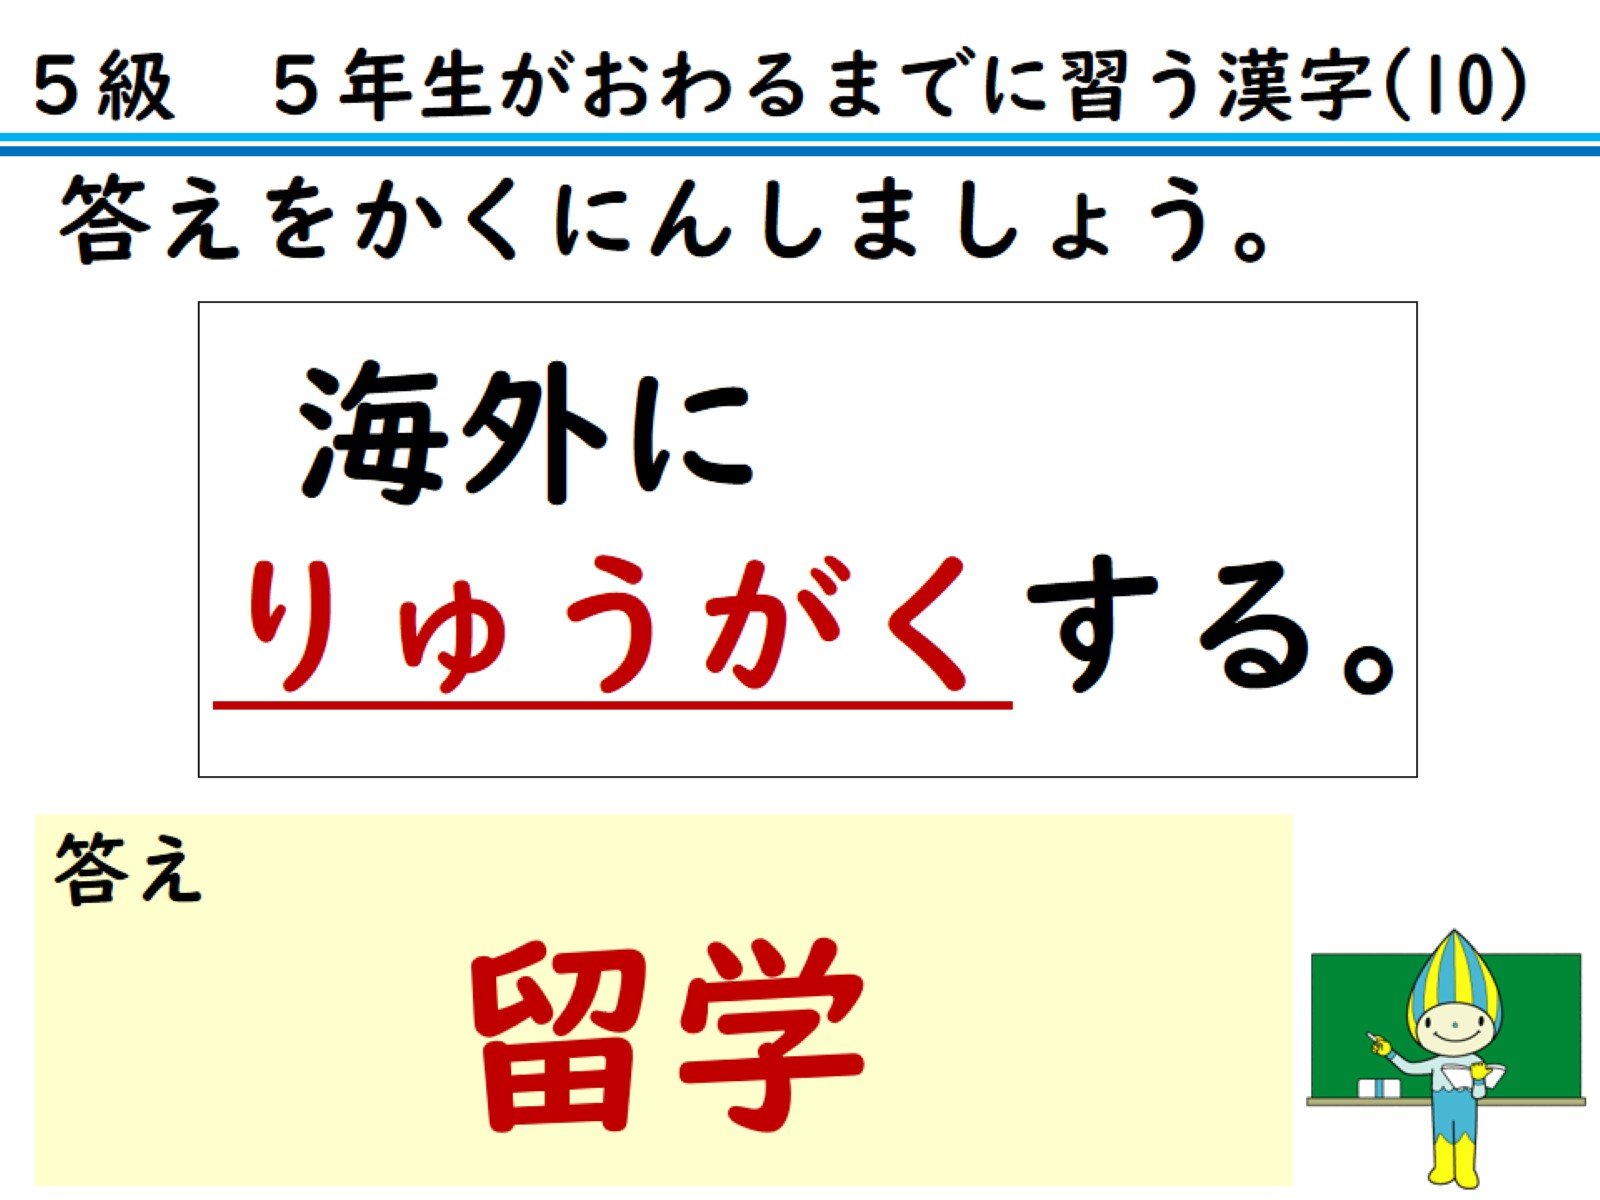 ５級　５年生がおわるまでに習う漢字(10)
答えをかくにんしましょう。
海外に
りゅうがくする。
答え
留学